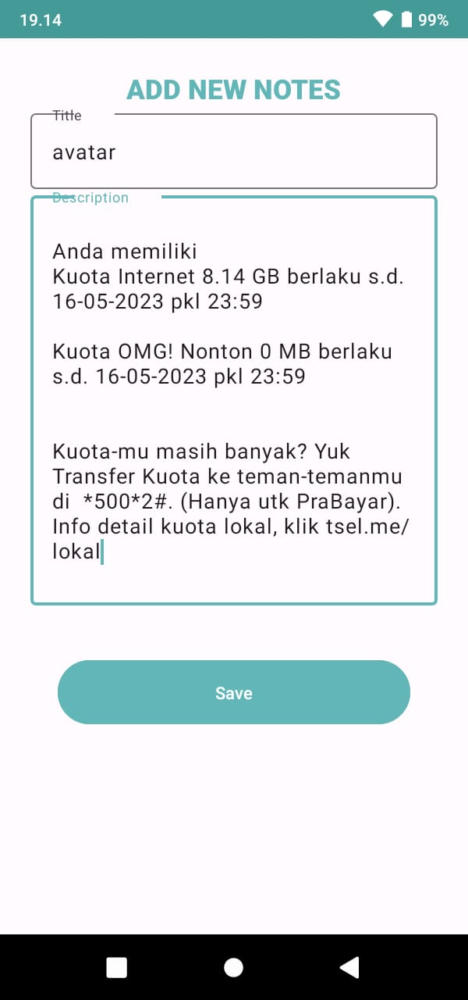 19.14
99%
ADD NEW NOTES
Title
avatar
Description
Anda memiliki
Kuota Internet 8.14 GB berlaku s.d.
16-05-2023 pkl 23:59
Kuota OMG! Nonton 0 MB berlaku
s.d. 16-05-2023 pkl 23:59
Kuota-mu masih banyak? Yuk
Transfer Kuota ke teman-temanmu
di  *500*2#. (Hanya utk PraBayar).
Info detail kuota lokal, klik tsel.me/
lokal
Save